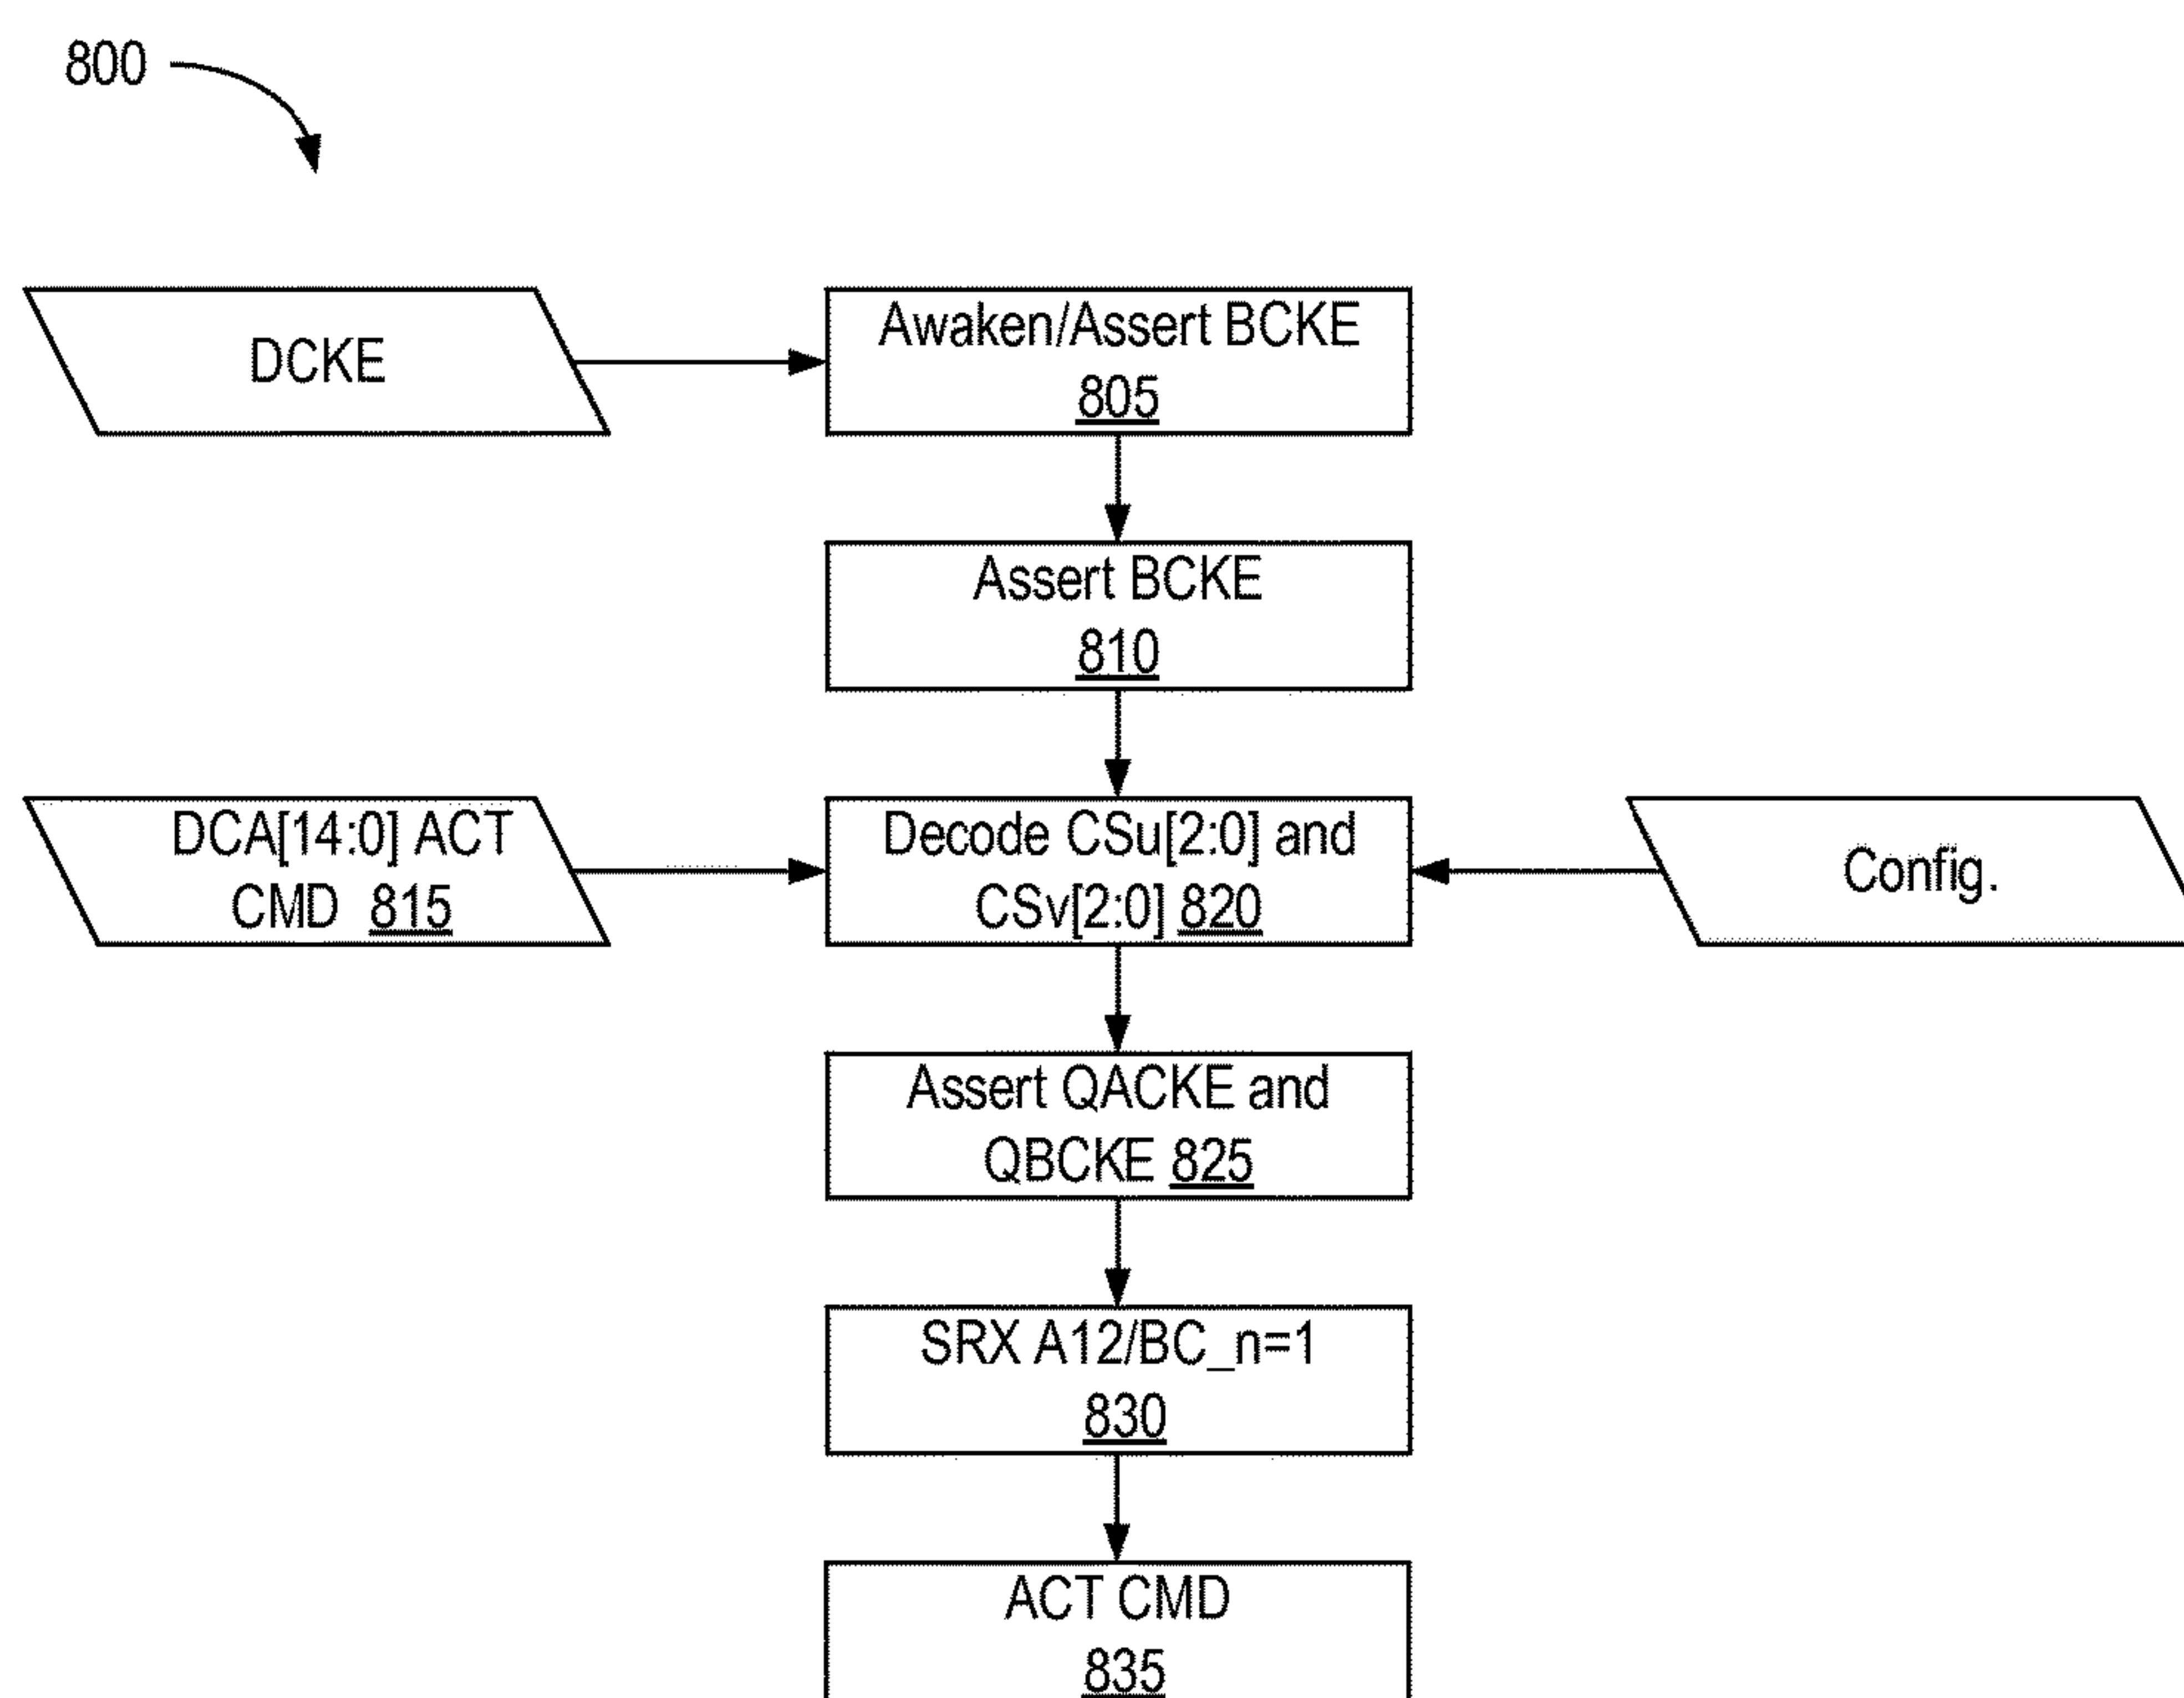 800
DCKE
Awaken/Assert BCKE
805
Assert BCKE
810
DCA[14:0] ACT
CMD 815
Decode CSu[2:0] and
CSv[2:0] 820
Config.
Assert QACKE and
QBCKE 825
SRX A12/BC_n=1
830
ACT CMD
835